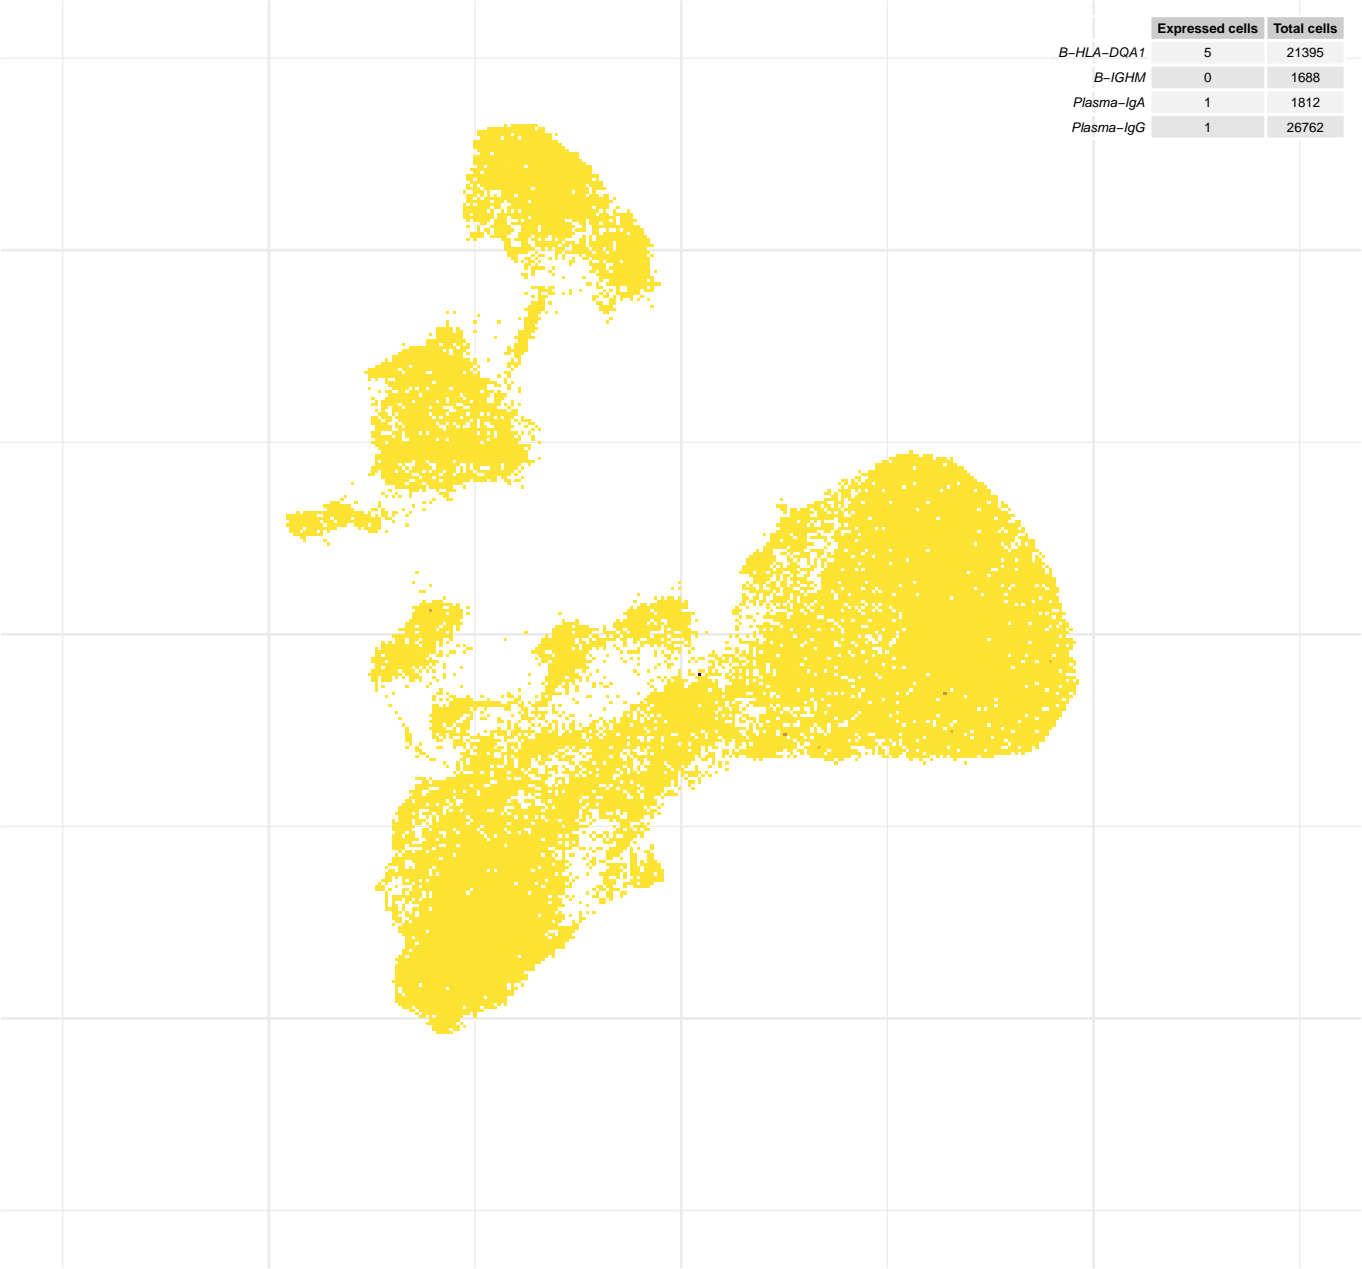 Expressed cells Total cells
B−HLA−DQA1 5 21395
B−IGHM 0 1688
Plasma−IgA 1 1812
Plasma−IgG 1 26762